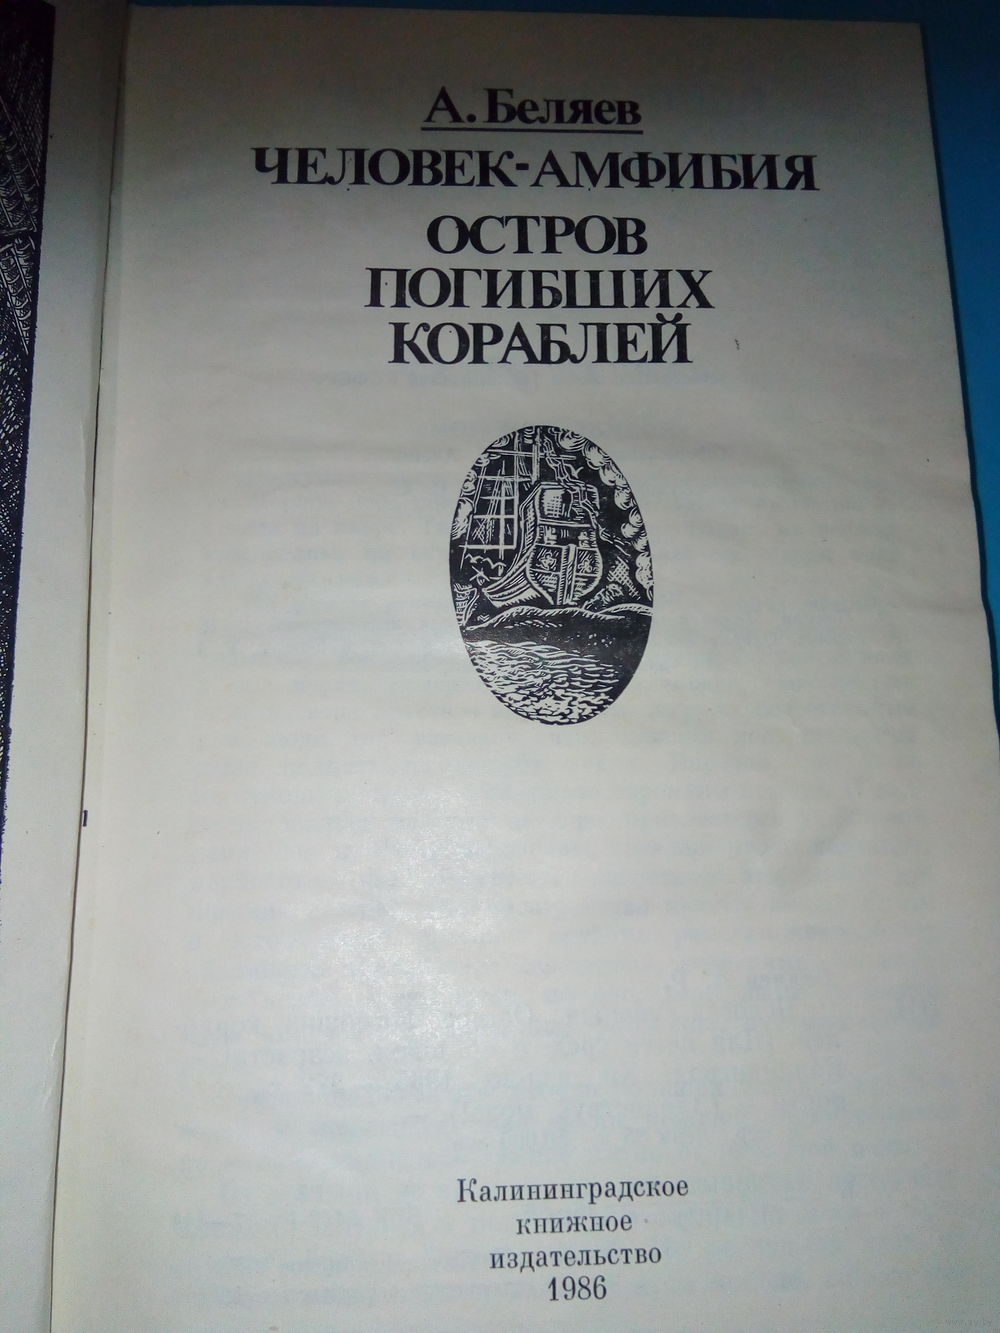 А. Беляев
ЧЕЛОВЕК-АМФИБИЯ
ОСТРОВ
ПОГИБШИХ
КОРАБЛЕЙ
Калининградское
книжное
издательство
1986